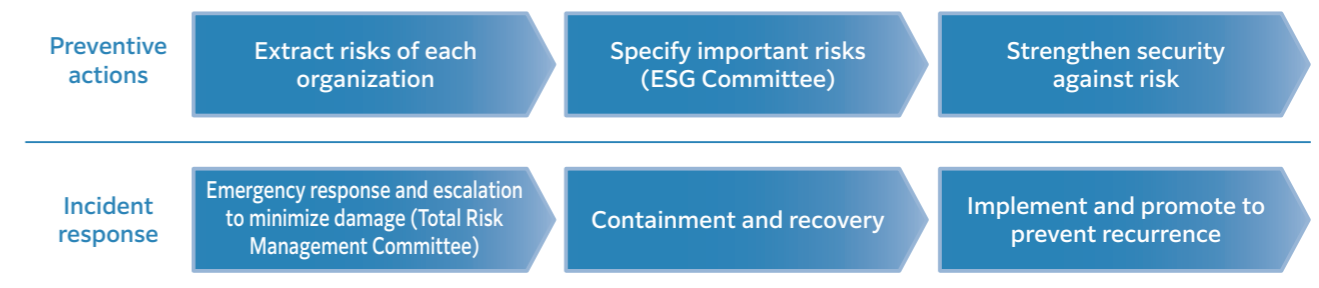 Preventive
actions
Extract risks of each
organization
Specify important risks
(ESG Committee)
Strengthen security
against risk
Incident
response
Emergency response and escalation
to minimize damage (Total Risk
Management Committee)
Containment and recovery
Implement and promote to
prevent recurrence